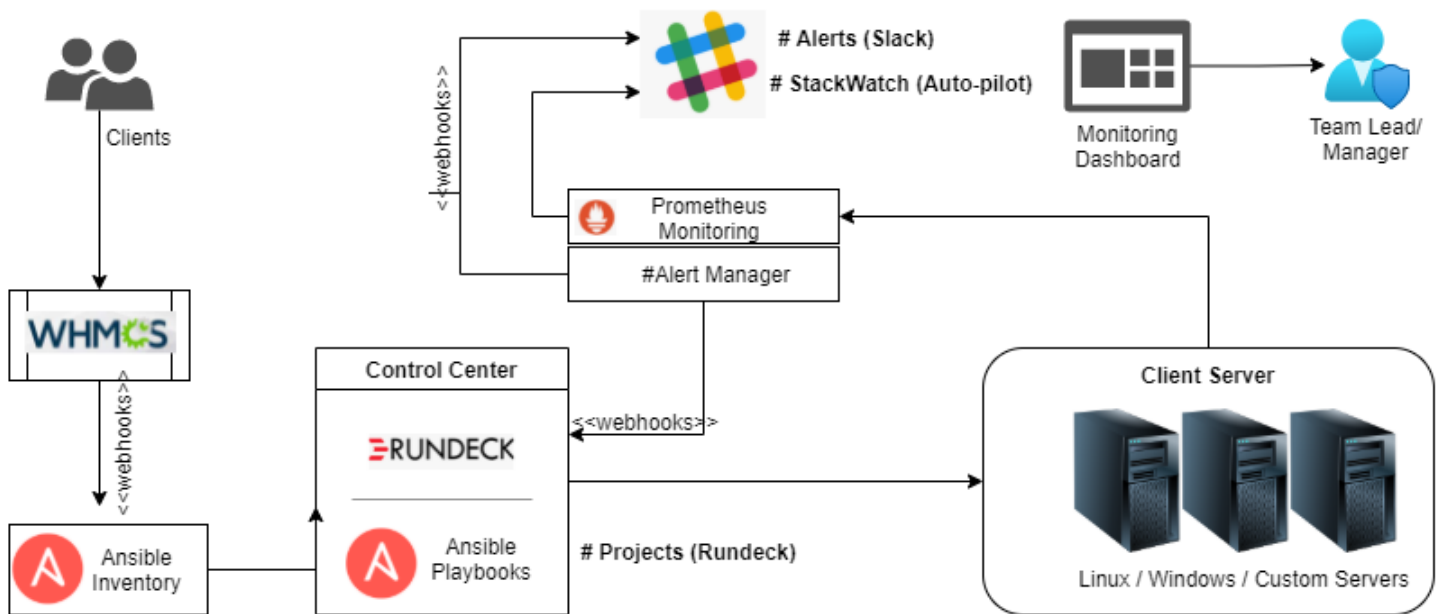 # Alerts (Slack)
# StackWatch (Auto-pilot)
Clients
<<webhooks>>
Monitoring
Dashboard
Team Lead/
Manager
Prometheus
Monitoring
#Alert Manager
WHMCS
<<webhooks>>
Control Center
RUNDECK
<<webhooks>>
Client Server
Ansible
Inventory
Ansible
Playbooks
# Projects (Rundeck)
Linux / Windows / Custom Servers